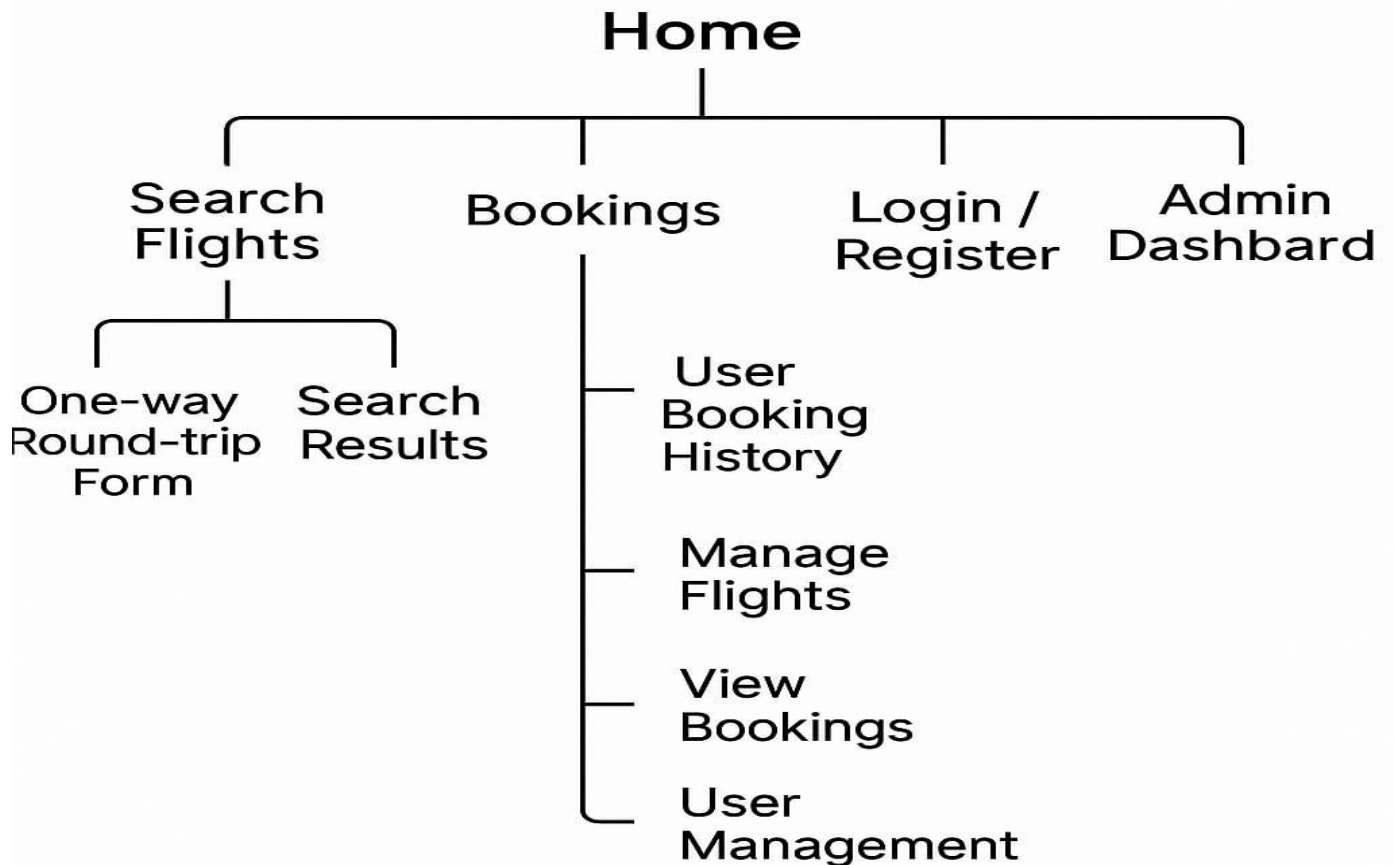 Home
Search
Flights
Bookings
Login /
Register
Admin
Dashbard
One-way
Round-trip
Form
Search
Results
User
Booking
History
Manage
Flights
View
Bookings
User
Management